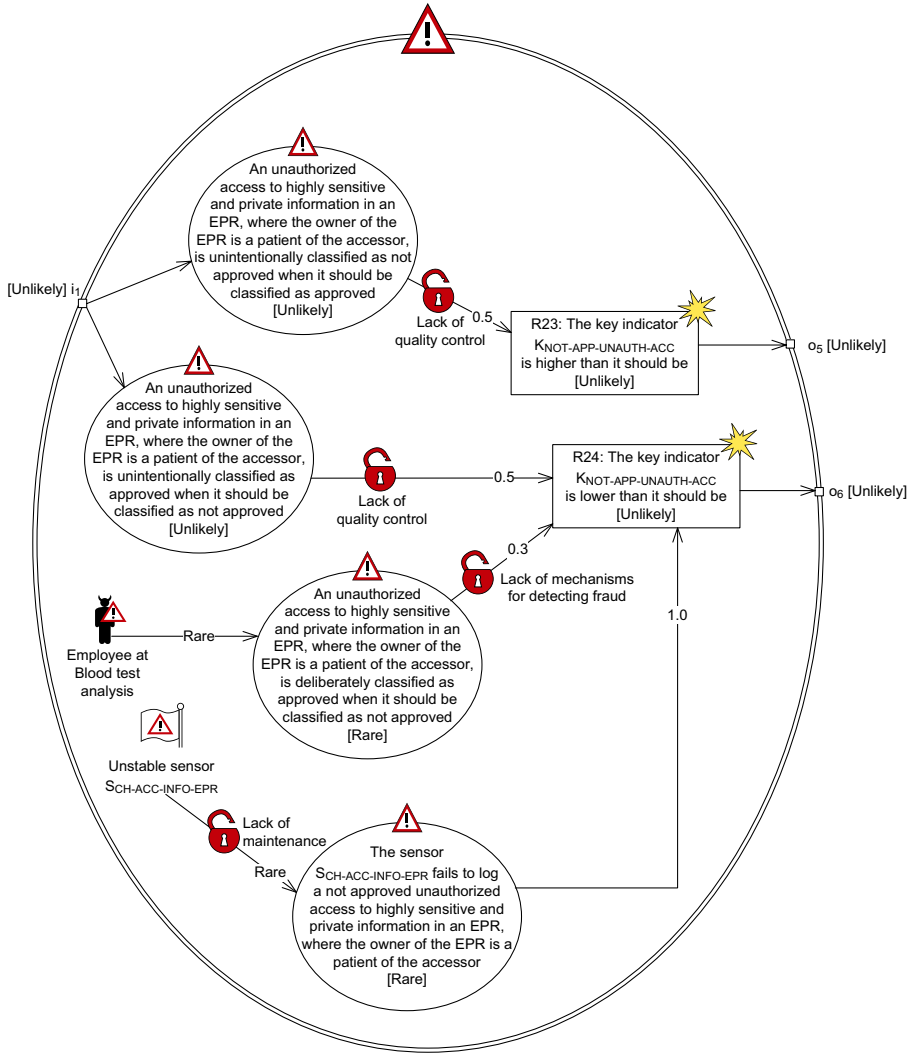 An unauthorized
access to highly sensitive
and private information in an
EPR, where the owner of the
EPR is a patient of the accessor,
is unintentionally classified as not
approved when it should be
classified as approved
[Unlikely]
[Unlikely] i1
Lack of
quality control
0.5
R23: The key indicator
KNOT-APP-UNAUTH-ACC
is higher than it should be
[Unlikely]
o5 [Unlikely]
An unauthorized
access to highly sensitive
and private information in an
EPR, where the owner of the
EPR is a patient of the accessor,
is unintentionally classified as
approved when it should be
classified as not approved
[Unlikely]
Lack of
quality control
0.5
R24: The key indicator
KNOT-APP-UNAUTH-ACC
is lower than it should be
[Unlikely]
o6 [Unlikely]
0.3
Lack of mechanisms
for detecting fraud
1.0
Employee at
Blood test
analysis
Rare
An unauthorized
access to highly sensitive
and private information in an
EPR, where the owner of the
EPR is a patient of the accessor,
is deliberately classified as
approved when it should be
classified as not approved
[Rare]
Unstable sensor
SCH-ACC-INFO-EPR
Lack of
maintenance
Rare
The sensor
SCH-ACC-INFO-EPR fails to log
a not approved unauthorized
access to highly sensitive and
private information in an EPR,
where the owner of the EPR is a
patient of the accessor
[Rare]